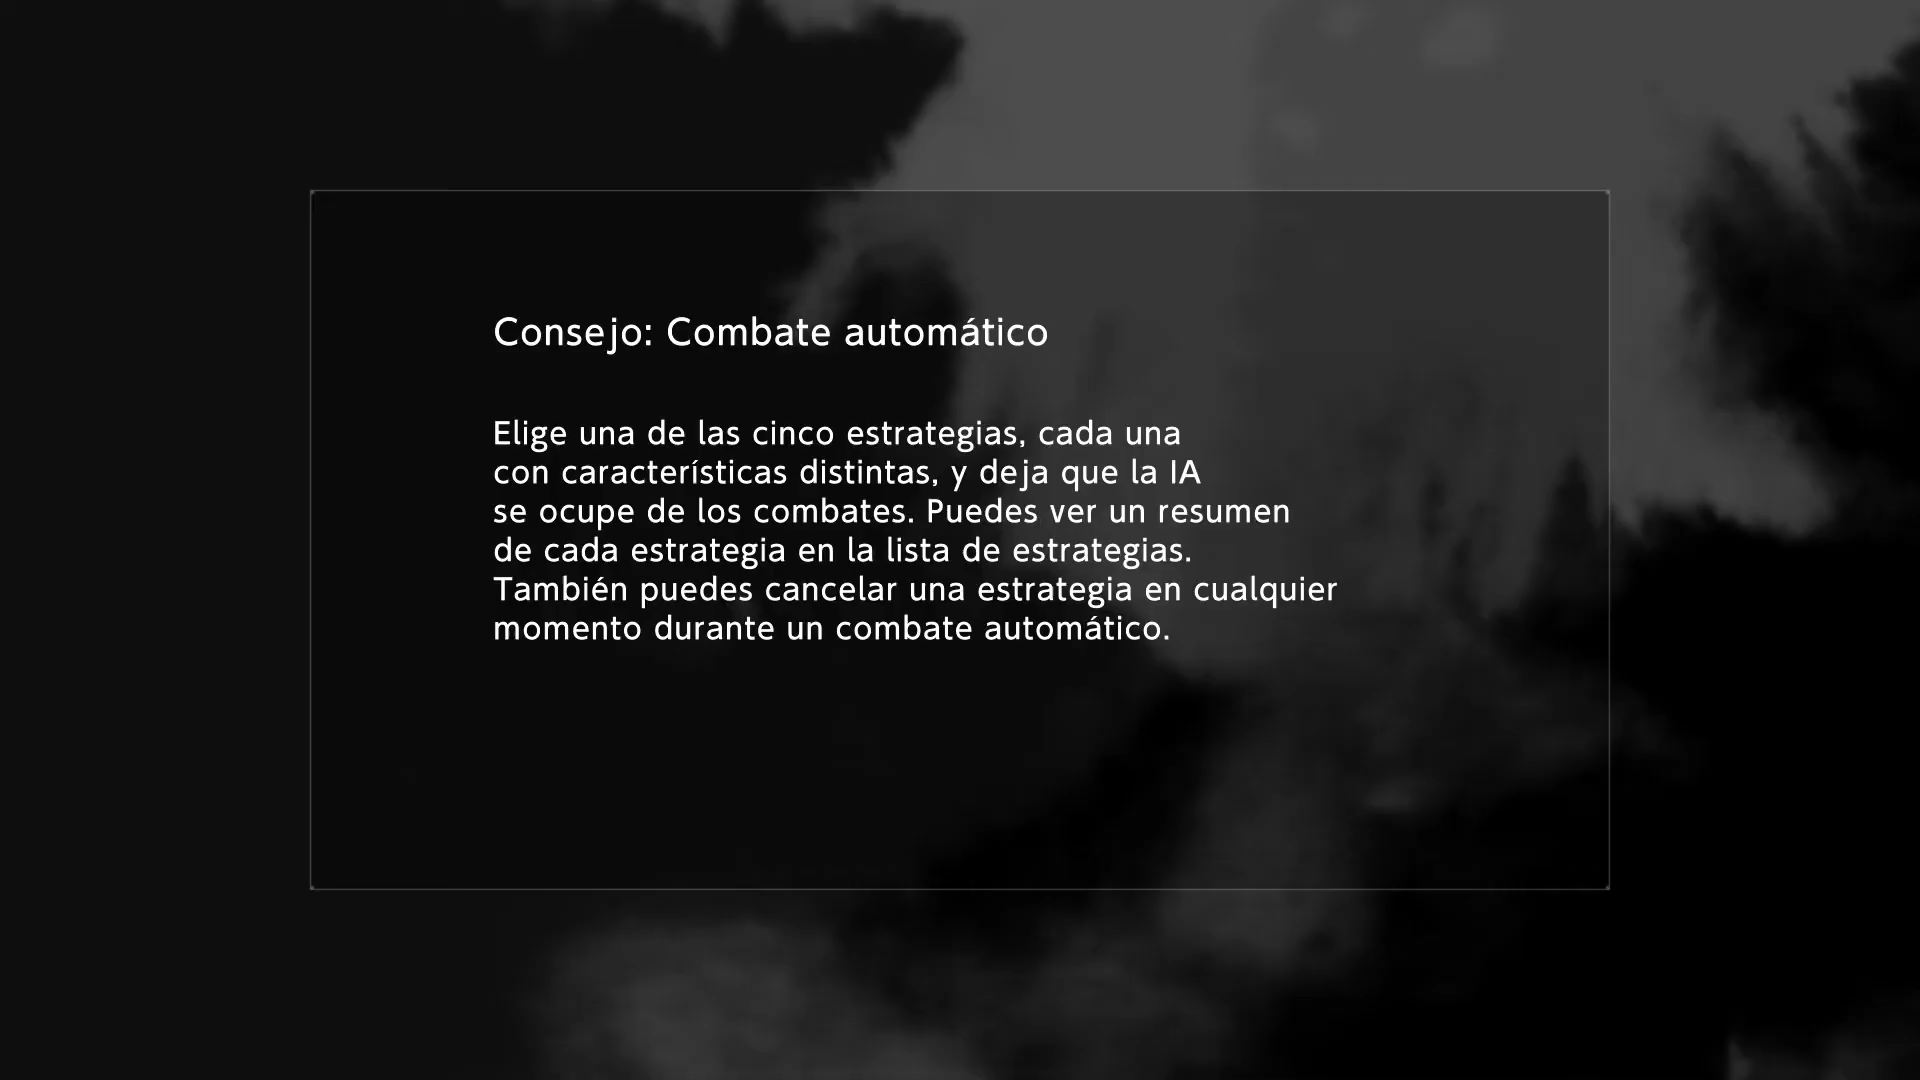 Consejo: Combate automático
Elige una de las cinco estrategias, cada una
con características distintas, y deja que la IA
se ocupe de los combates. Puedes ver un resumen
de cada estrategia en la lista de estrategias.
También puedes cancelar una estrategia en cualquier
momento durante un combate automático.